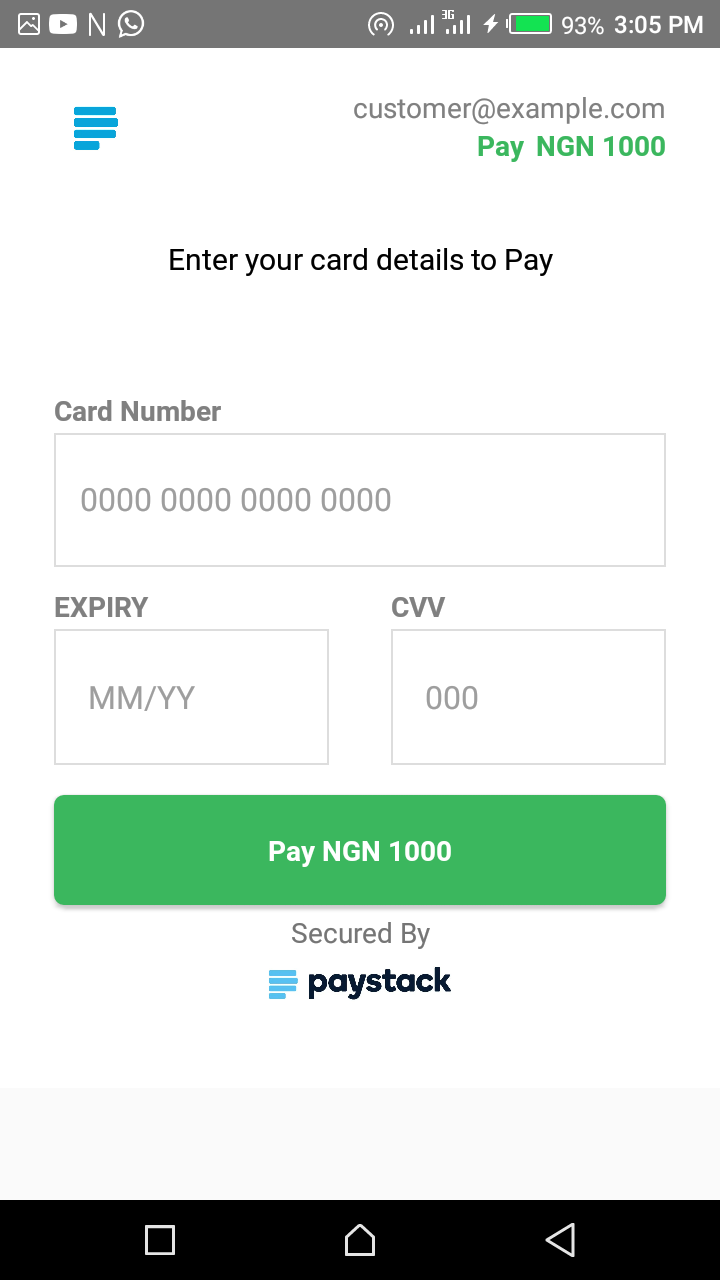 3G
93% 3:05 PM
customer@example.com
Pay NGN 1000
Enter your card details to Pay
Card Number
0000 0000 0000 0000
EXPIRY
CVV
MM/YY
000
Pay NGN 1000
Secured By
paystack